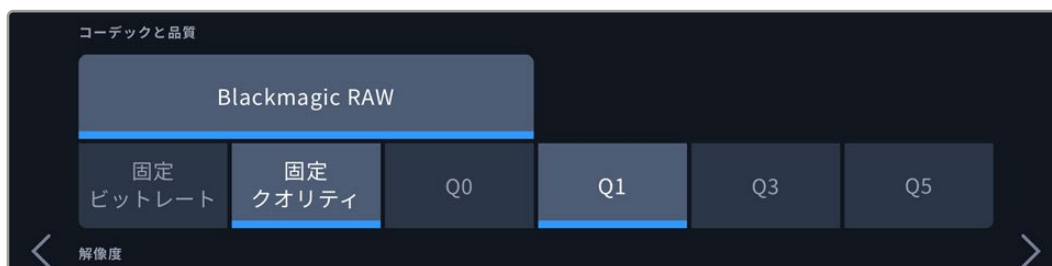 コーデックと品質
Blackmagic RAW
固定
ビットレート
固定
クオリティ
Q0
Q1
Q3
Q5
解像度